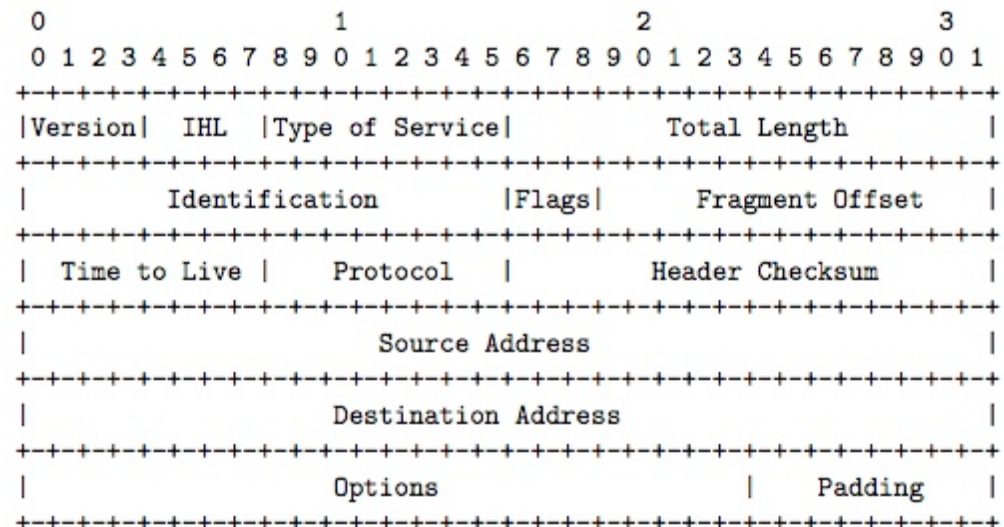 0                   1                   2                   3
 0 1 2 3 4 5 6 7 8 9 0 1 2 3 4 5 6 7 8 9 0 1 2 3 4 5 6 7 8 9 0 1
+-+-+-+-+-+-+-+-+-+-+-+-+-+-+-+-+-+-+-+-+-+-+-+-+-+-+-+-+-+-+-+-+
|Version|  IHL  |Type of Service|          Total Length         |
+-+-+-+-+-+-+-+-+-+-+-+-+-+-+-+-+-+-+-+-+-+-+-+-+-+-+-+-+-+-+-+-+
|         Identification        |Flags|      Fragment Offset    |
+-+-+-+-+-+-+-+-+-+-+-+-+-+-+-+-+-+-+-+-+-+-+-+-+-+-+-+-+-+-+-+-+
|  Time to Live |    Protocol   |         Header Checksum       |
+-+-+-+-+-+-+-+-+-+-+-+-+-+-+-+-+-+-+-+-+-+-+-+-+-+-+-+-+-+-+-+-+
|                       Source Address                          |
+-+-+-+-+-+-+-+-+-+-+-+-+-+-+-+-+-+-+-+-+-+-+-+-+-+-+-+-+-+-+-+-+
|                    Destination Address                        |
+-+-+-+-+-+-+-+-+-+-+-+-+-+-+-+-+-+-+-+-+-+-+-+-+-+-+-+-+-+-+-+-+
|                    Options                    |    Padding    |
+-+-+-+-+-+-+-+-+-+-+-+-+-+-+-+-+-+-+-+-+-+-+-+-+-+-+-+-+-+-+-+-+